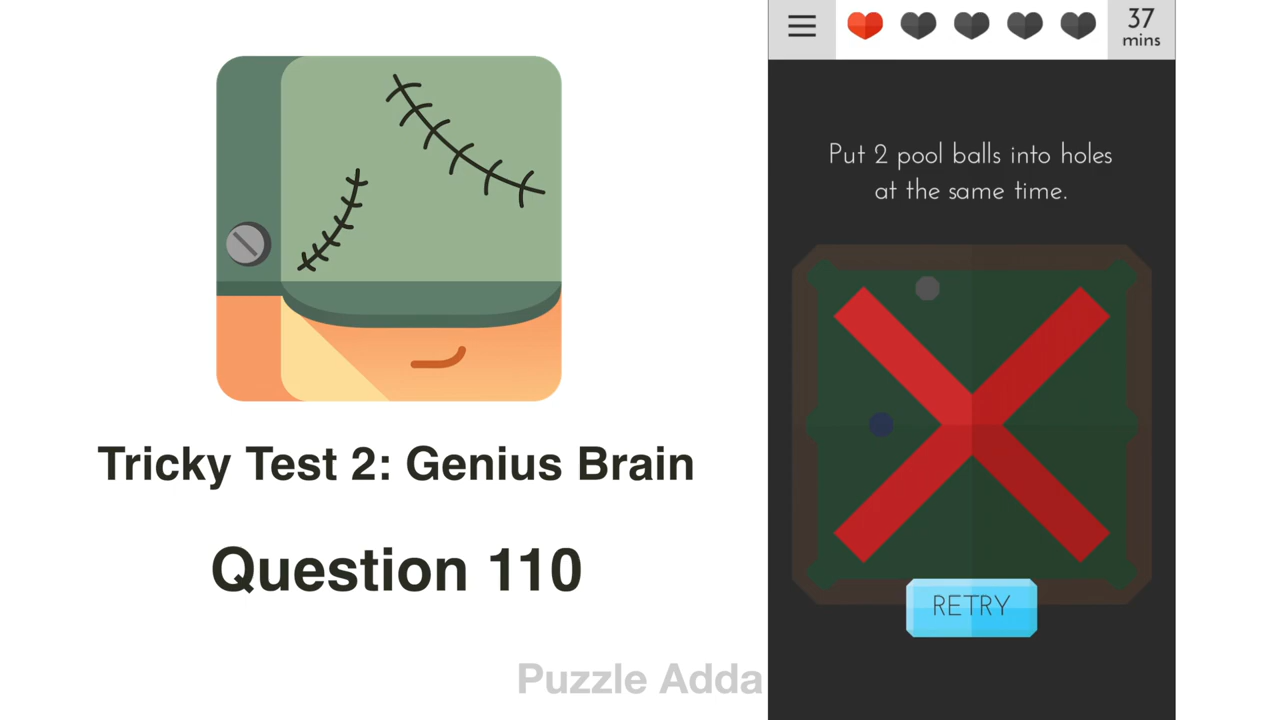 Tricky Test 2: Genius Brain
Question 110
Puzzle Adda
37
mins
Put 2 pool balls into holes
at the same time.
RETRY